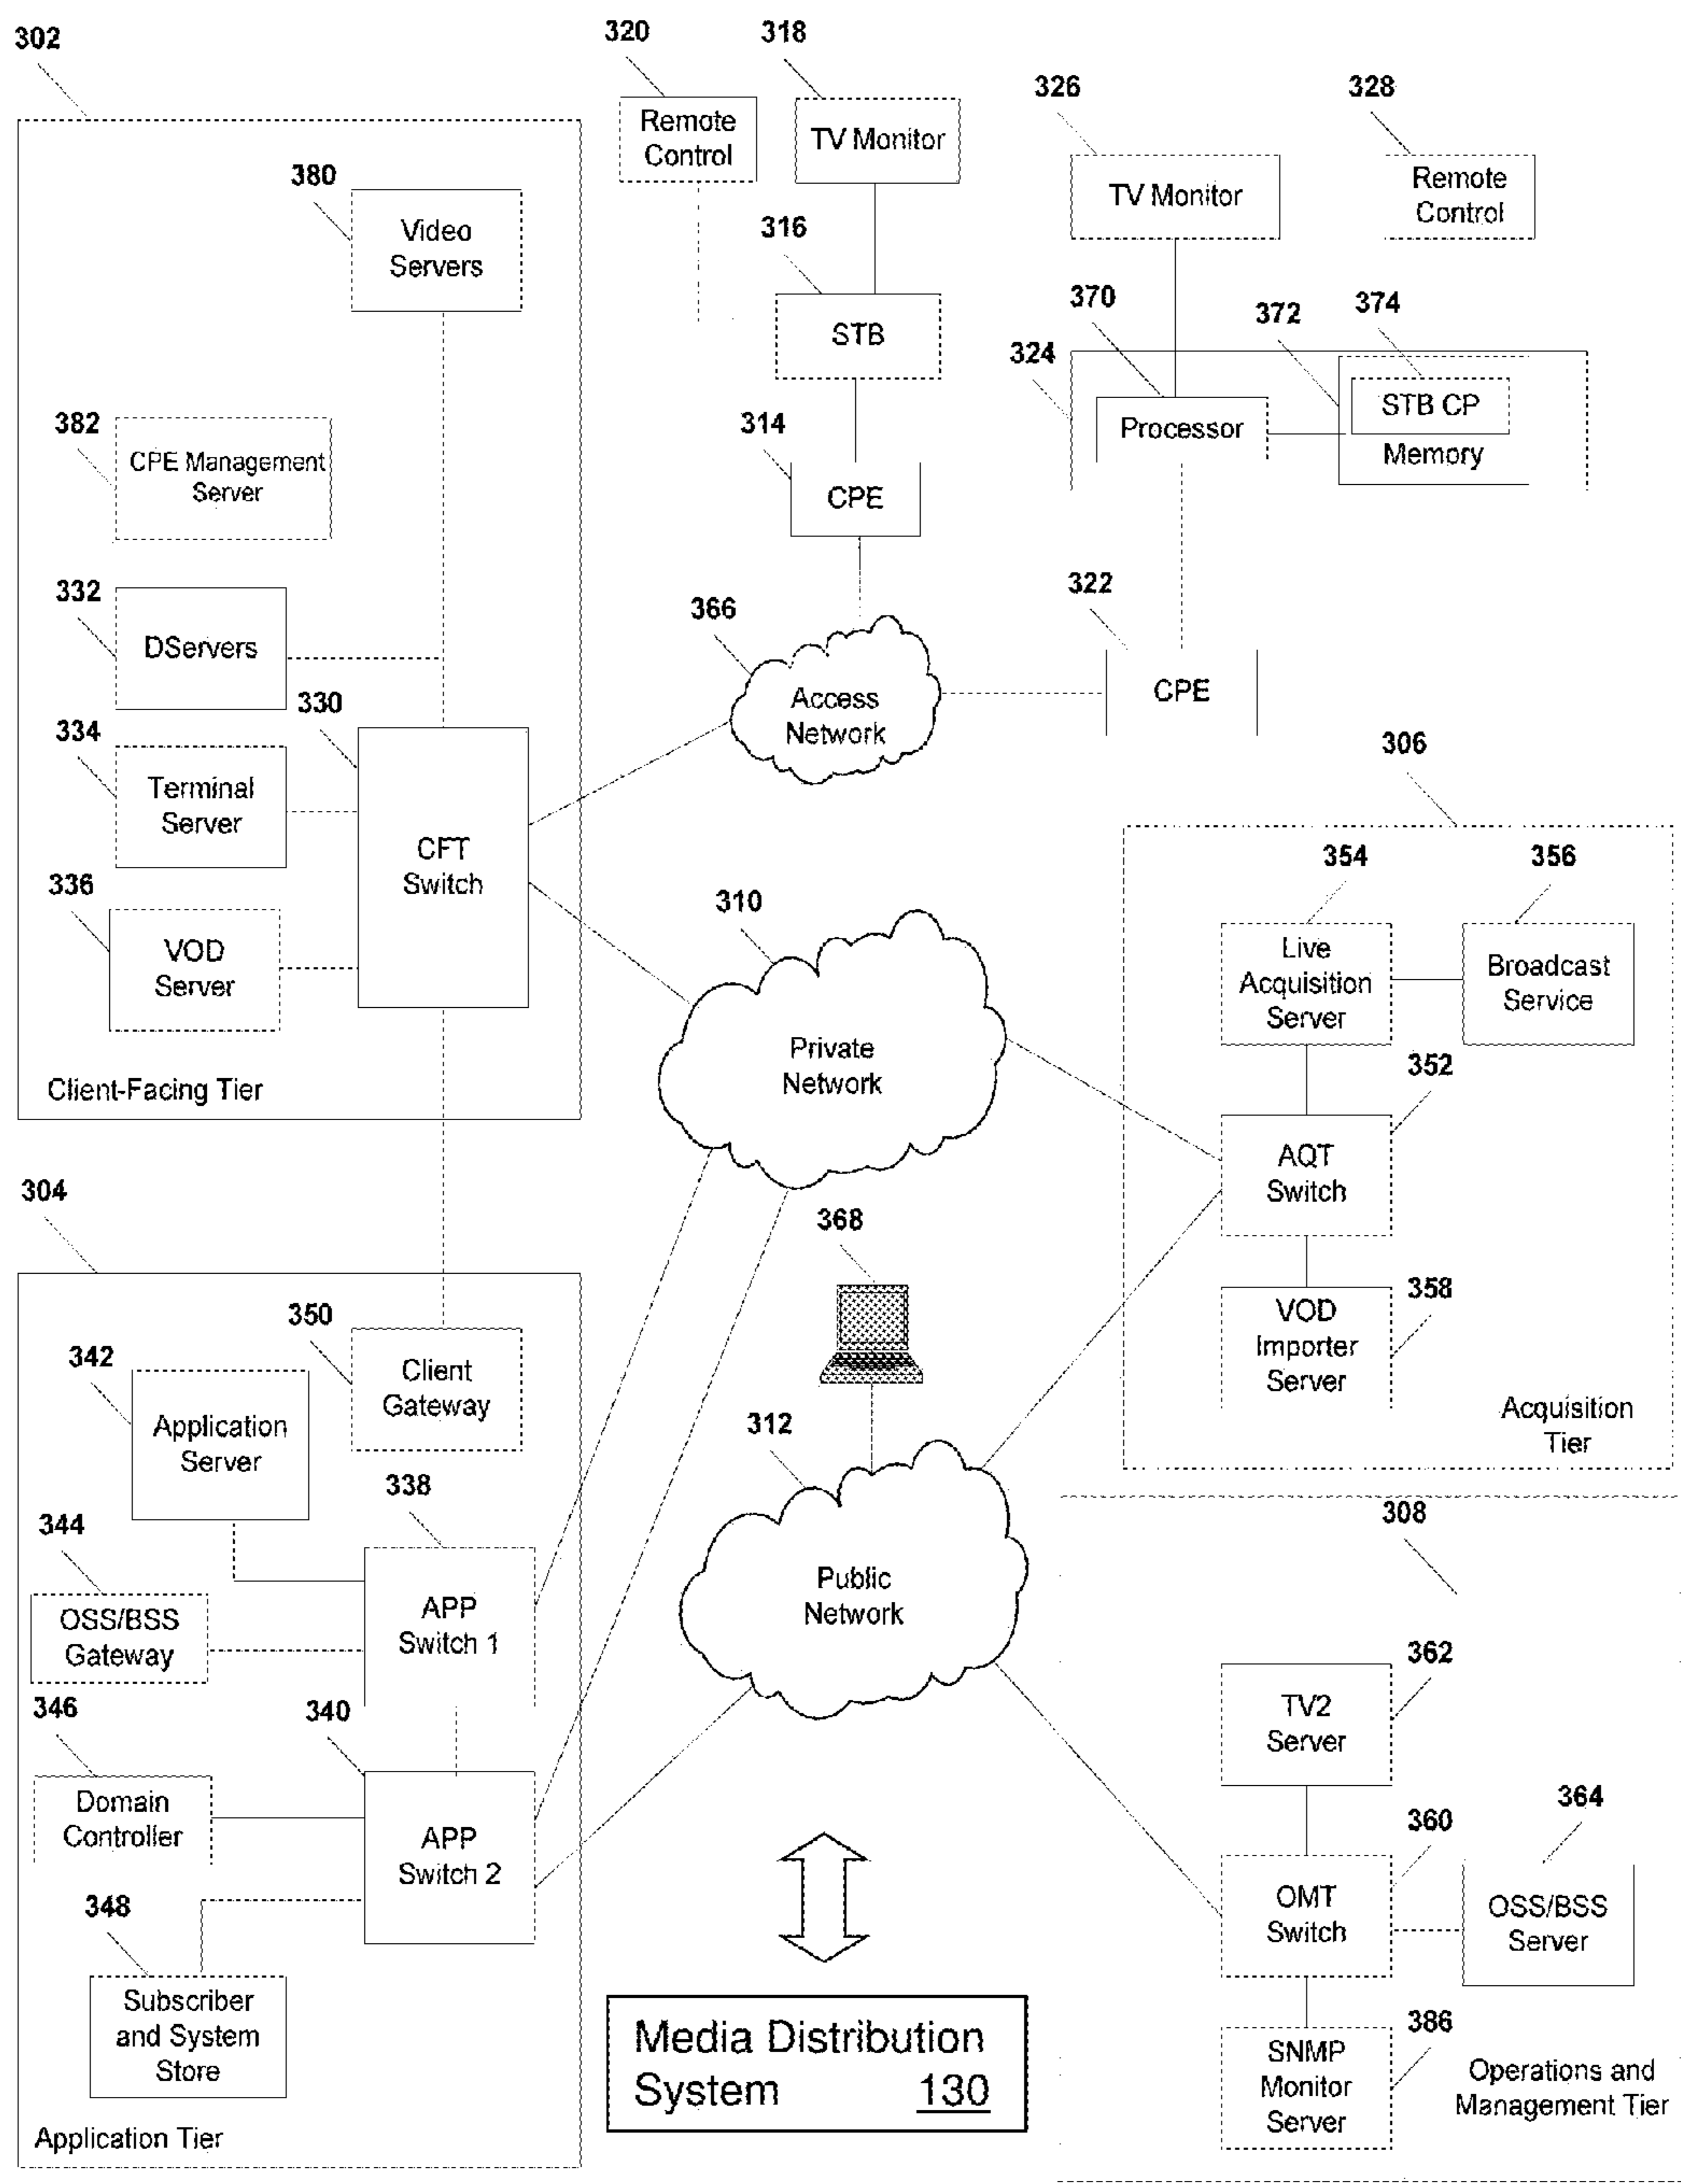 302
320
318
326
328
Remote
Control
TV Monitor
TV Monitor
Remote
Control
380
Video
Servers
316
STB
370
372
374
324
STB CP
Processor
Memory
382
CPE Management
Server
314
CPE
332
DServers
366
Access
Network
322
CPE
330
334
Terminal
Server
CFT
Switch
336
VOD
Server
306
354
356
310
Live
Acquisition
Server
Broadcast
Service
Private
Network
352
Client-Facing Tier
AQT
Switch
304
368
358
VOD
Importer
Server
Acquisition
Tier
350
Client
Gateway
342
Application
Server
312
338
308
344
OSS/BSS
Gateway
APP
Switch 1
Public
Network
362
TV2
Server
346
340
Domain
Controller
APP
Switch 2
360
364
OMT
Switch
OSS/BSS
Server
348
Subscriber
and System
Store
Media Distribution
System 130
386
SNMP
Monitor
Server
Operations and
Management Tier
Application Tier